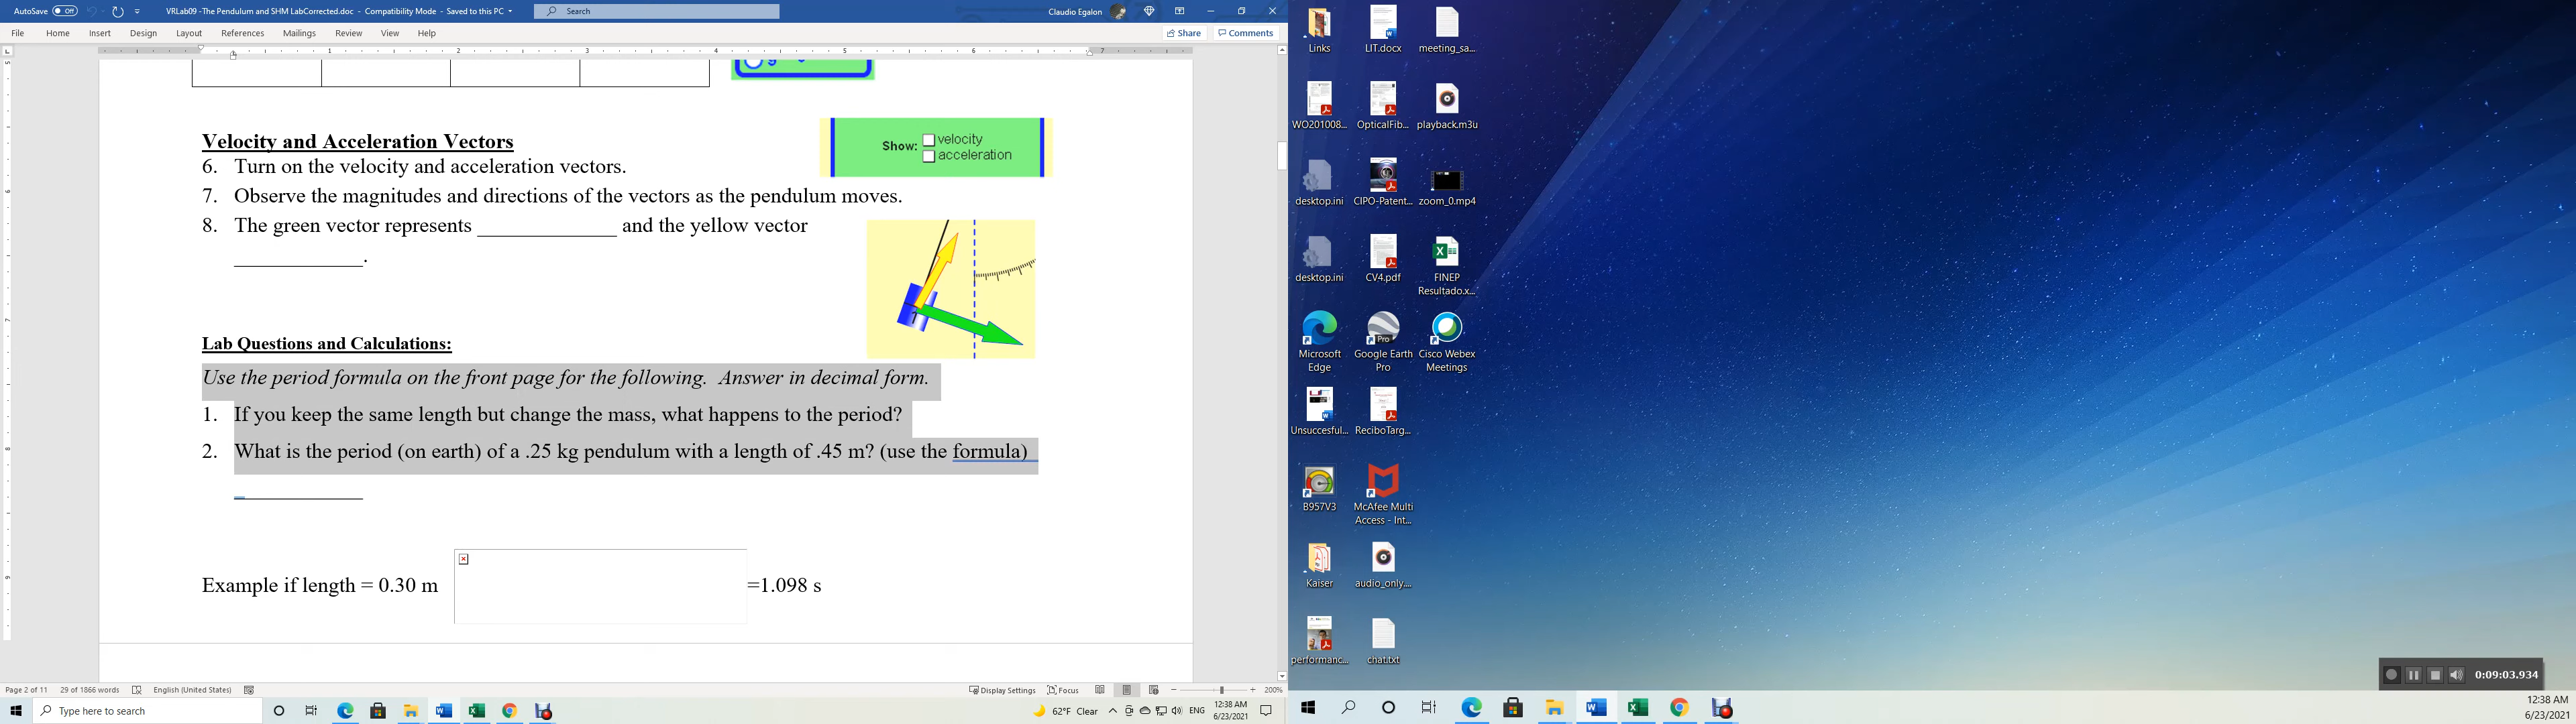 AutoSave Off VRLab09 -The Pendulum and SHM LabCorrected.doc - Compatibility Mode - Saved to this PC Search Claudio Egalon
File Home Insert Design Layout References Mailings Review View Help Share Comments
1 2 3 4 5 6 7
Velocity and Acceleration Vectors
Show: velocity
acceleration
6. Turn on the velocity and acceleration vectors.
7. Observe the magnitudes and directions of the vectors as the pendulum moves.
8. The green vector represents _____________ and the yellow vector
____________.
1
Lab Questions and Calculations:
Use the period formula on the front page for the following. Answer in decimal form.
1. If you keep the same length but change the mass, what happens to the period?
2. What is the period (on earth) of a .25 kg pendulum with a length of .45 m? (use the formula)
____________
Example if length = 0.30 m =1.098 s
Page 2 of 11 29 of 1866 words English (United States) Display Settings Focus 200%
Type here to search 62°F Clear ENG 12:38 AM
6/23/2021
Links LIT.docx meeting_sa...
WO201008... OpticalFib... playback.m3u
desktop.ini CIPO-Patent... zoom_0.mp4
desktop.ini CV4.pdf FINEP
Resultado.x...
Microsoft Google Earth Cisco Webex
Edge Pro Meetings
Unsuccesful... ReciboTarg...
B957V3 McAfee Multi
Access - Int...
Kaiser audio_only....
performanc... chat.txt
0:09:03.934
12:38 AM
6/23/2021